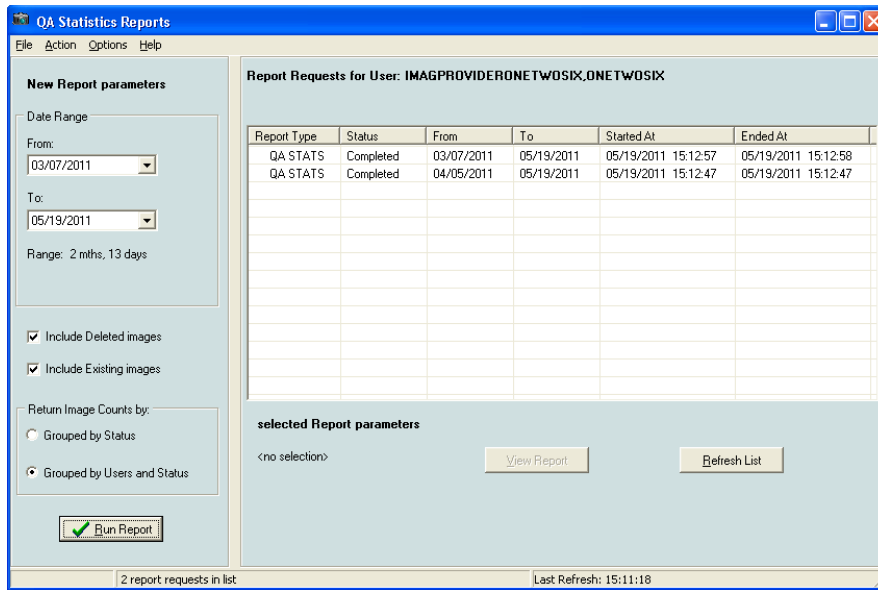 QA Statistics Reports
File Action Options Help
New Report parameters
Date Range
From:
03/07/2011
To:
05/19/2011
Range: 2 mths, 13 days
Include Deleted images
Include Existing images
Return Image Counts by:
Grouped by Status
Grouped by Users and Status
Run Report
Report Requests for User: IMAGPROVIDERONETWOSIX,ONETWOSIX
Report Type Status From To Started At Ended At
QA STATS Completed 03/07/2011 05/19/2011 05/19/2011 15:12:57 05/19/2011 15:12:58
QA STATS Completed 04/05/2011 05/19/2011 05/19/2011 15:12:47 05/19/2011 15:12:47
selected Report parameters
<no selection>
View Report
Refresh List
2 report requests in list
Last Refresh: 15:11:18